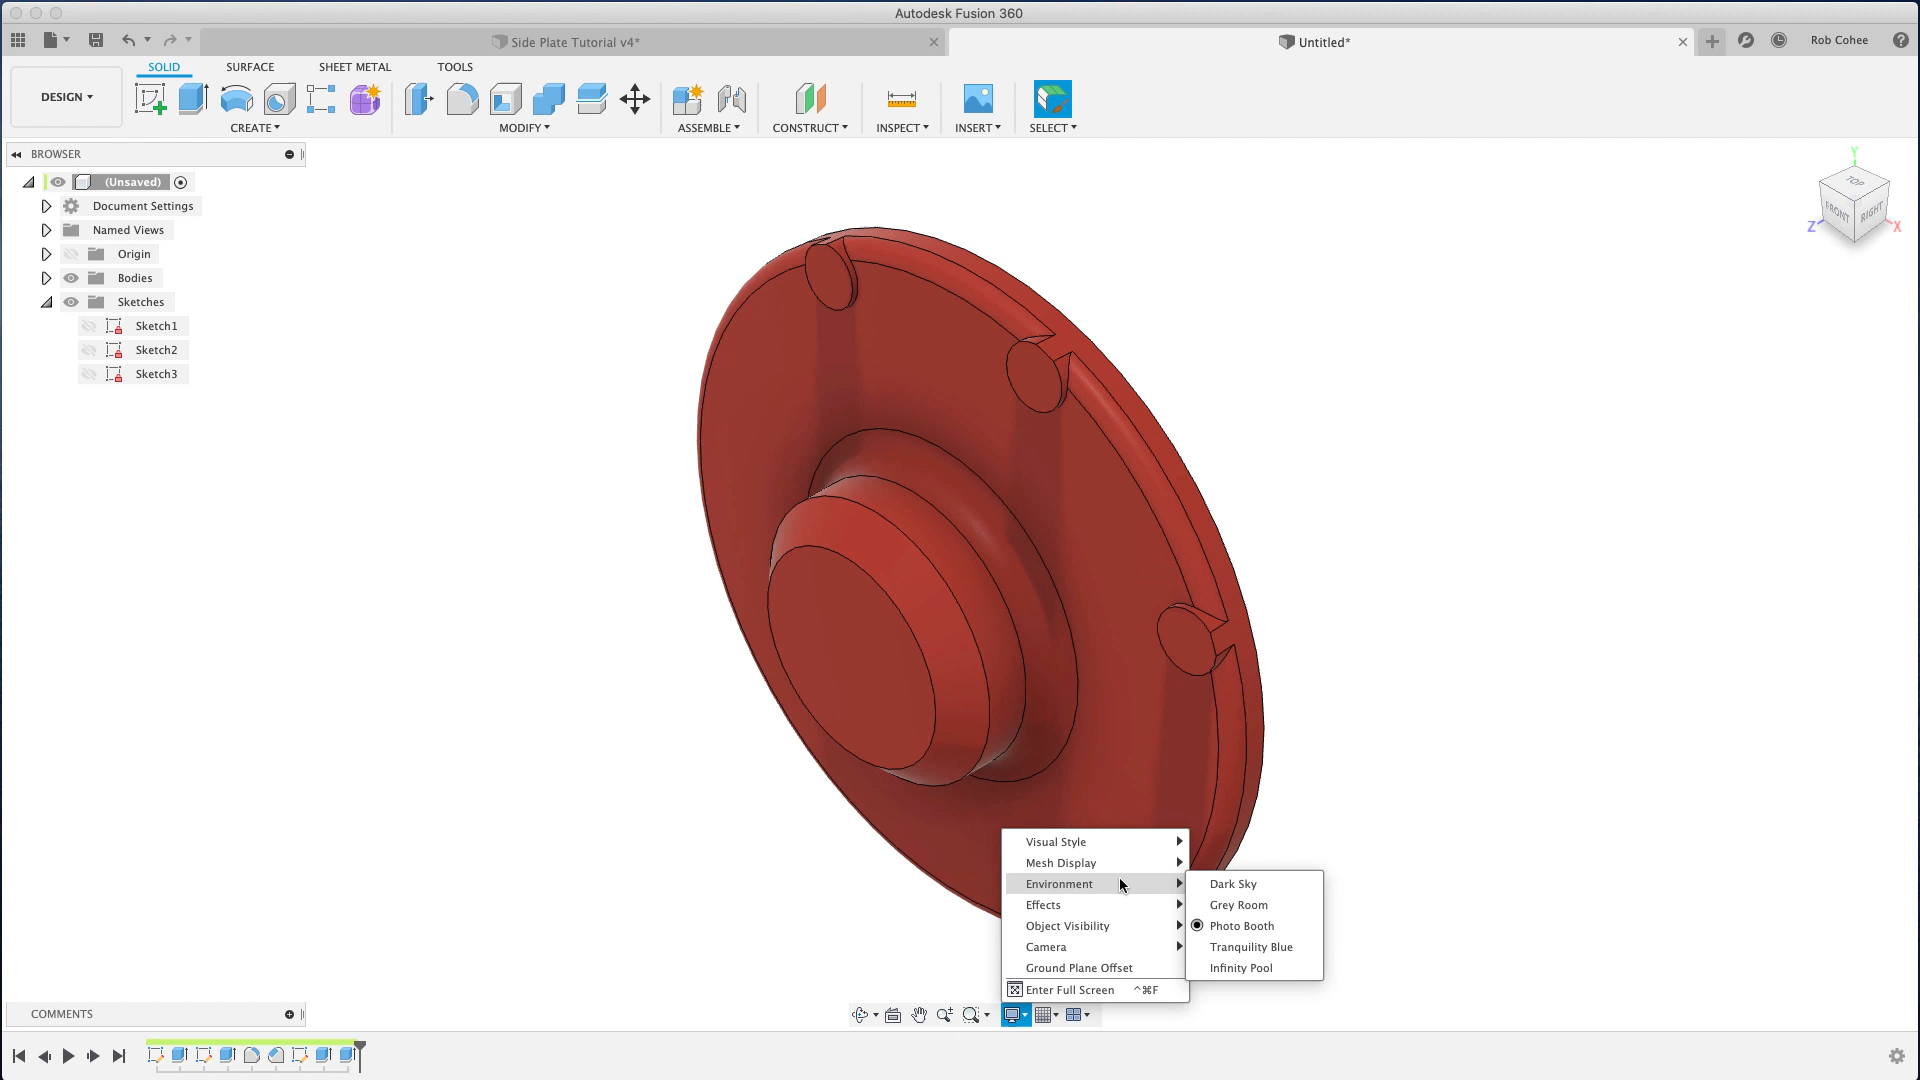 Autodesk Fusion 360
Side Plate Tutorial v4*
Untitled*
Rob Cohee
DESIGN
SOLID
SURFACE
SHEET METAL
TOOLS
CREATE
MODIFY
ASSEMBLE
CONSTRUCT
INSPECT
INSERT
SELECT
BROWSER
(Unsaved)
Document Settings
Named Views
Origin
Bodies
Sketches
Sketch1
Sketch2
Sketch3
Y
TOP
FRONT
RIGHT
Z
X
Visual Style
Mesh Display
Environment
Effects
Object Visibility
Camera
Ground Plane Offset
Enter Full Screen ^⌘F
Dark Sky
Grey Room
Photo Booth
Tranquility Blue
Infinity Pool
COMMENTS